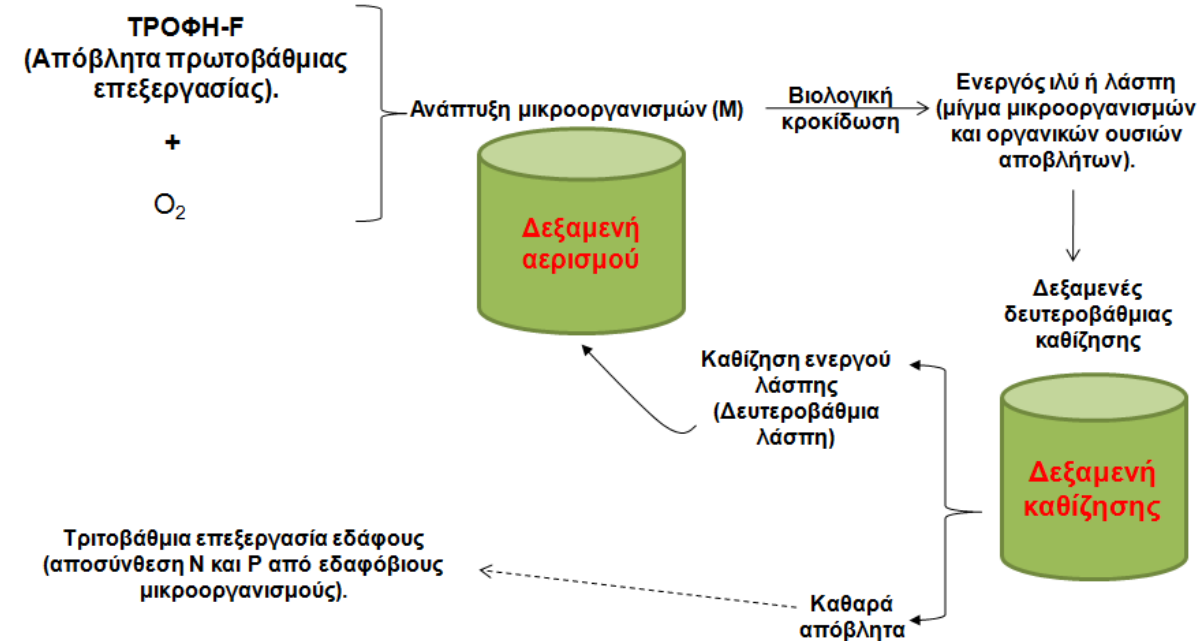 ΤΡΟΦΗ-F
(Απόβλητα πρωτοβάθμιας
επεξεργασίας).
+
O2
Ανάπτυξη μικροοργανισμών (Μ)
Βιολογική
κροκίδωση
Ενεργός ιλύ ή λάσπη
(μίγμα μικροοργανισμών
και οργανικών ουσιών
αποβλήτων).
Δεξαμενή
αερισμού
Δεξαμενές
δευτεροβάθμιας
καθίζησης
Καθίζηση ενεργού
λάσπης
(Δευτεροβάθμια
λάσπη)
Δεξαμενή
καθίζησης
Τριτοβάθμια επεξεργασία εδάφους
(αποσύνθεση Ν και Ρ από εδαφόβιους
μικροοργανισμούς).
Καθαρά
απόβλητα